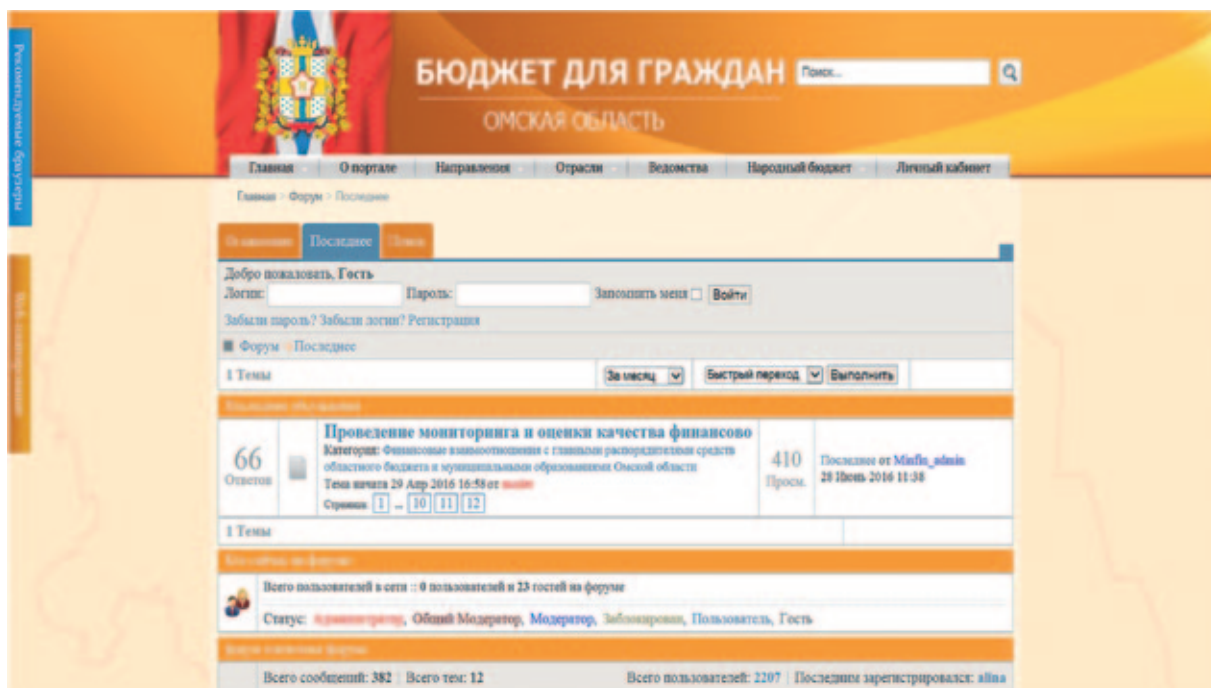 Рекомендуемые браузеры
БЮДЖЕТ ДЛЯ ГРАЖДАН
Поиск...
ОМСКАЯ ОБЛАСТЬ
Главная О портале Направления Отрасли Ведомства Народный бюджет Личный кабинет
Главная > Форум > Последнее
Последнее Поиск
Добро пожаловать, Гость
Логин: Пароль: Запомнить меня Войти
Забыли пароль? Забыли логин? Регистрация
Форум Последнее
1 Темы За месяц Быстрый переход Выполнить
66 Ответов
Проведение мониторинга и оценки качества финансово
Категория: Финансовые взаимоотношения с главными распорядителями средств
областного бюджета и муниципальными образованиями Омской области
Тема начата 29 Апр 2016 16:58 от
Страница: 1 ... 10 11 12
410 Просм.
Последнее от Minfin_admin
28 Июнь 2016 11:38
1 Темы
Всего пользователей в сети :: 0 пользователей и 23 гостей на форуме
Статус: Администратор, Общий Модератор, Модератор, Заблокирован, Пользователь, Гость
Всего сообщений: 382 Всего тем: 12 Всего пользователей: 2207 Последним зарегистрировался: alina